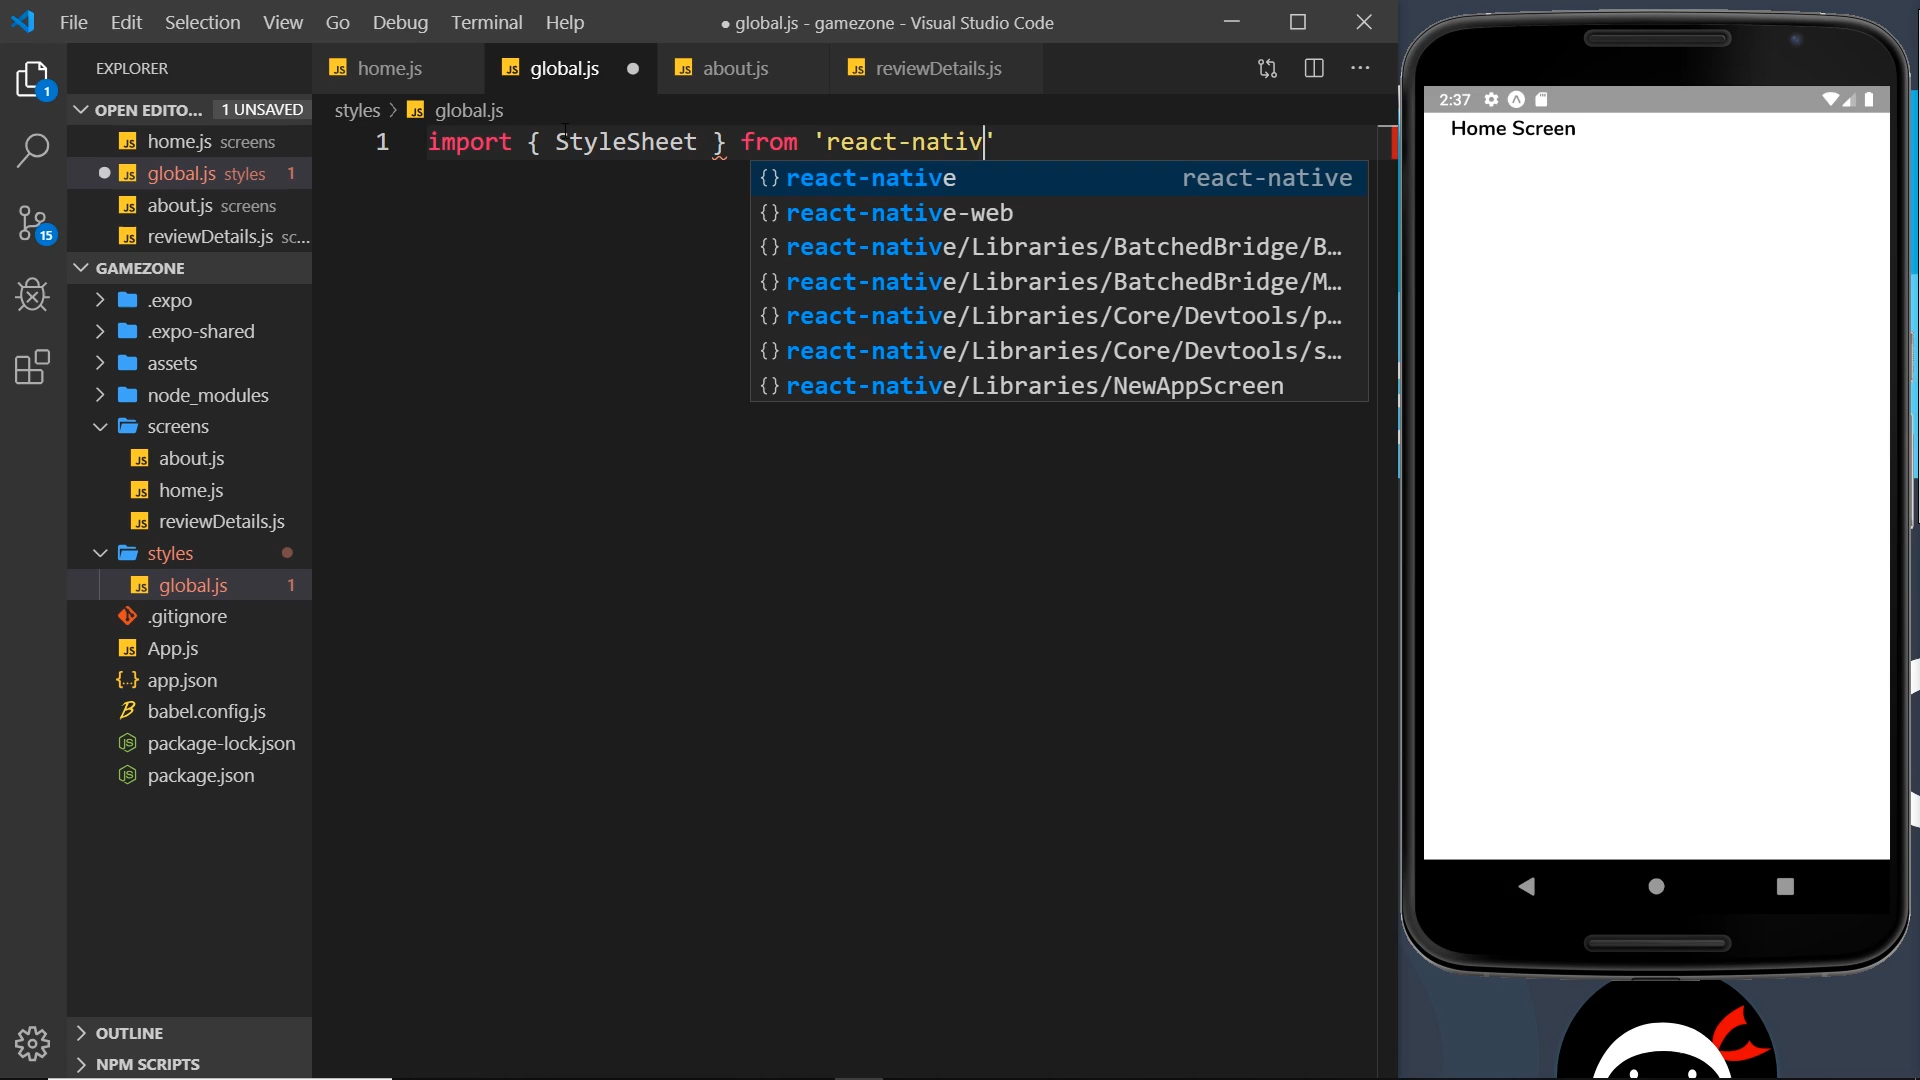 File Edit Selection View Go Debug Terminal Help
● global.js - gamezone - Visual Studio Code
EXPLORER
OPEN EDITO... 1 UNSAVED
home.js screens
global.js styles 1
about.js screens
reviewDetails.js sc...
GAMEZONE
.expo
.expo-shared
assets
node_modules
screens
about.js
home.js
reviewDetails.js
styles
global.js 1
.gitignore
App.js
app.json
babel.config.js
package-lock.json
package.json
OUTLINE
NPM SCRIPTS
1
15
home.js
global.js
about.js
reviewDetails.js
styles > global.js
1 import { StyleSheet } from 'react-nativ'
react-native react-native
react-native-web
react-native/Libraries/BatchedBridge/B...
react-native/Libraries/BatchedBridge/M...
react-native/Libraries/Core/Devtools/p...
react-native/Libraries/Core/Devtools/s...
react-native/Libraries/NewAppScreen
2:37
Home Screen